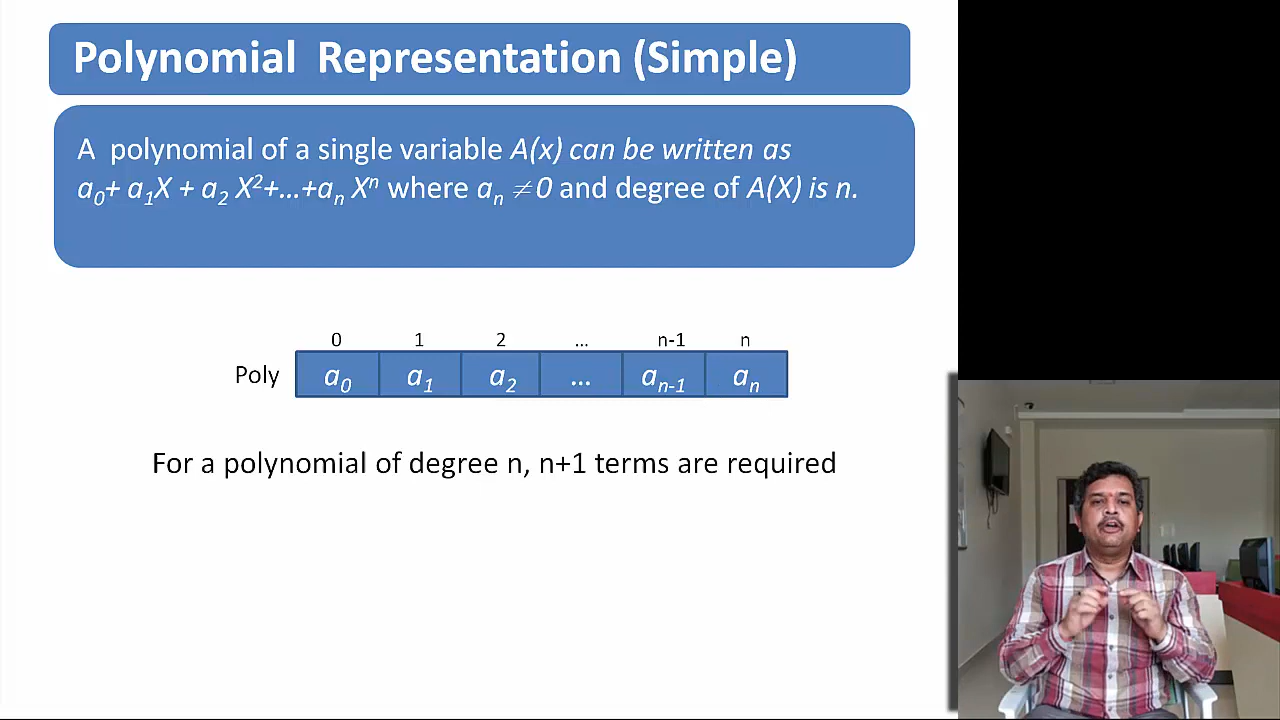 Polynomial Representation (Simple)
A polynomial of a single variable A(x) can be written as
a₀+ a₁X + a₂ X²+...+aₙ Xⁿ where aₙ ≠0 and degree of A(X) is n.
0 1 2 ... n-1 n
Poly a₀ a₁ a₂ ... aₙ₋₁ aₙ
For a polynomial of degree n, n+1 terms are required